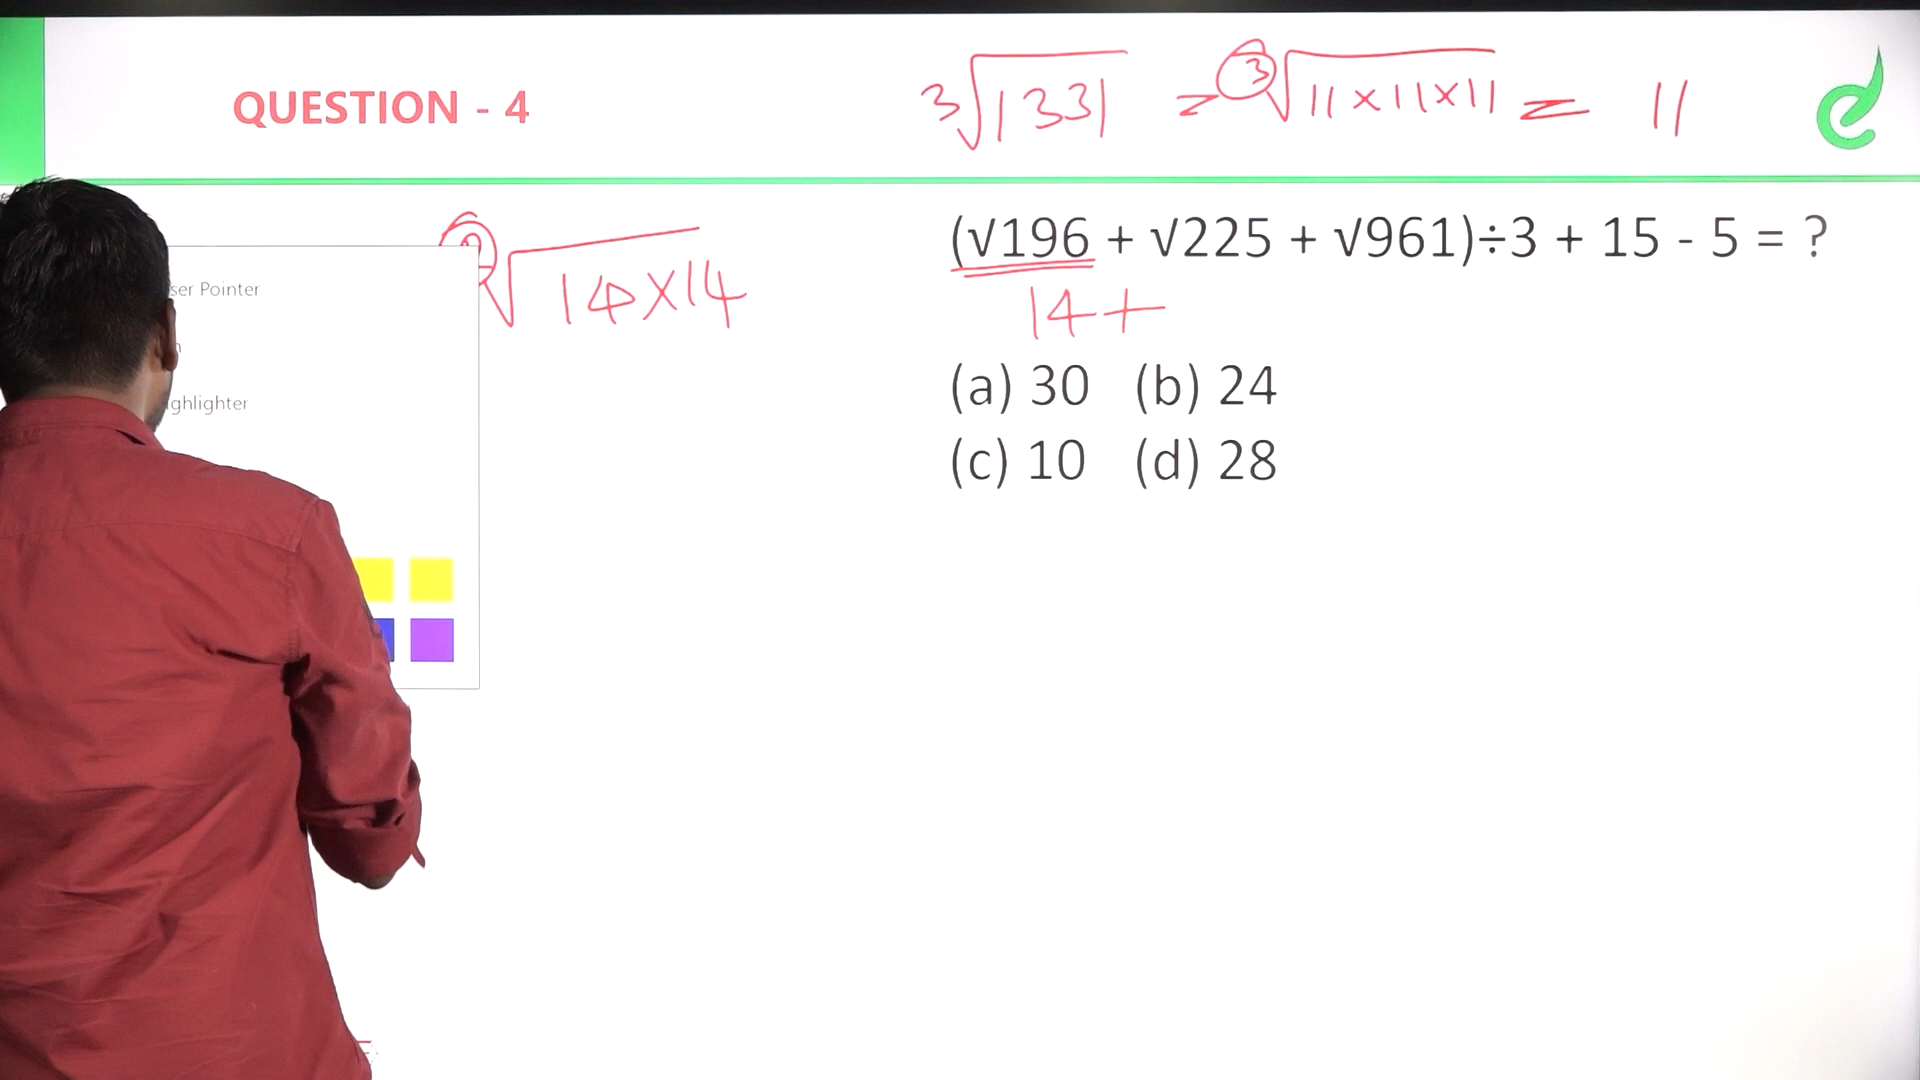 QUESTION - 4
3√1331 = 3√11×11×11 = 11
(√196 + √225 + √961)÷3 + 15 - 5 = ?
√14×14
14+
ser Pointer
ghlighter
(a) 30 (b) 24
(c) 10 (d) 28